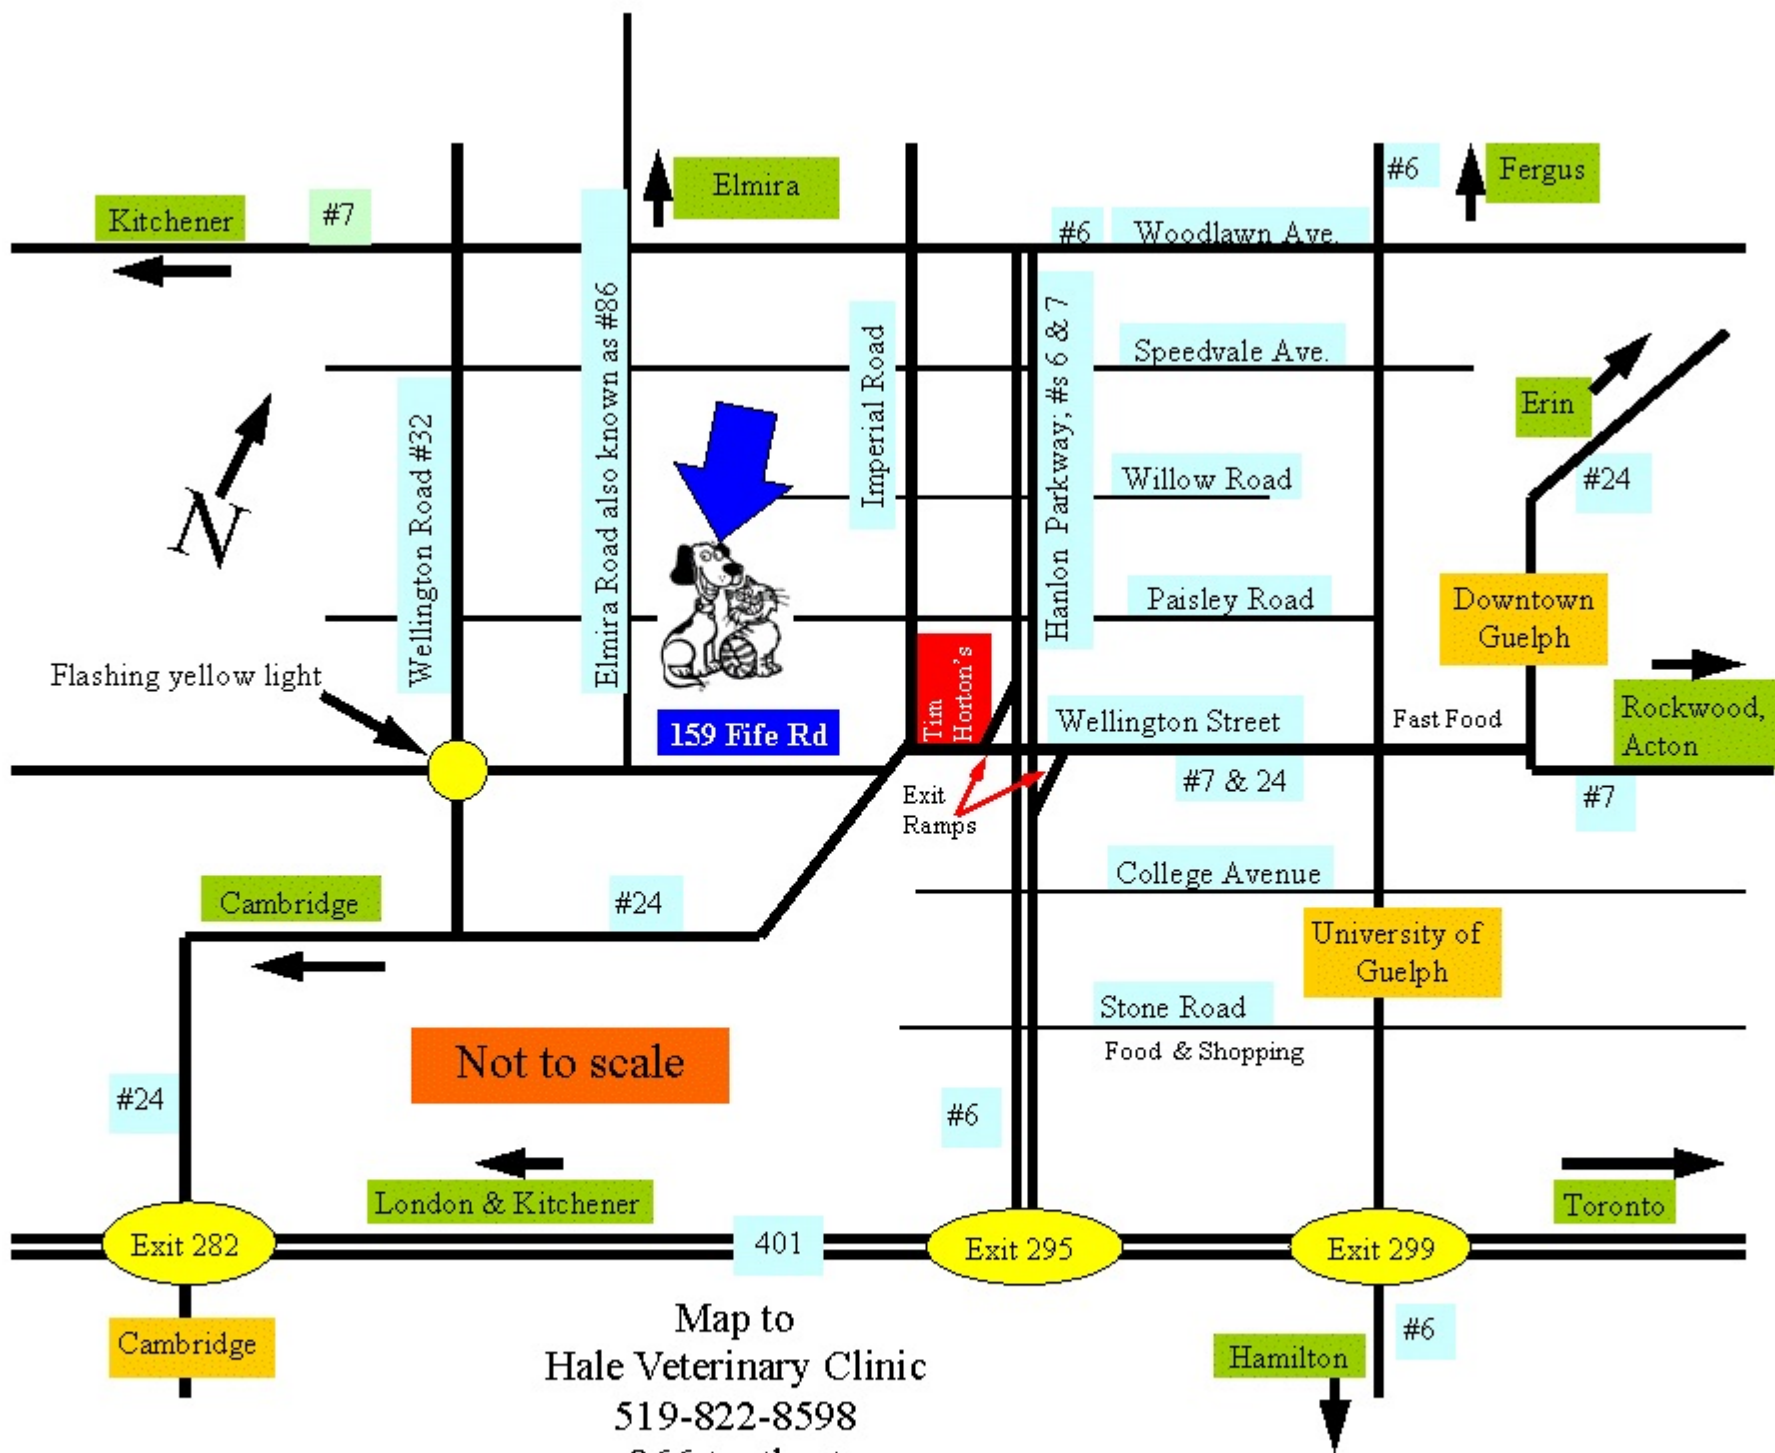 Elmira
#6
Fergus
Kitchener
#7
#6
Woodlawn Ave.
Elmira Road also known as #86
Imperial Road
Hanlon Parkway; #s 6 & 7
Speedvale Ave.
Erin
#24
Wellington Road #32
N
Willow Road
Paisley Road
Downtown
Guelph
Flashing yellow light
Tim
Horton's
159 Fife Rd
Wellington Street
Fast Food
Rockwood,
Acton
#7 & 24
#7
Exit
Ramps
College Avenue
Cambridge
#24
University of
Guelph
Stone Road
Food & Shopping
Not to scale
#24
#6
London & Kitchener
Toronto
Exit 282
401
Exit 295
Exit 299
Cambridge
#6
Hamilton
Map to
Hale Veterinary Clinic
519-822-8598